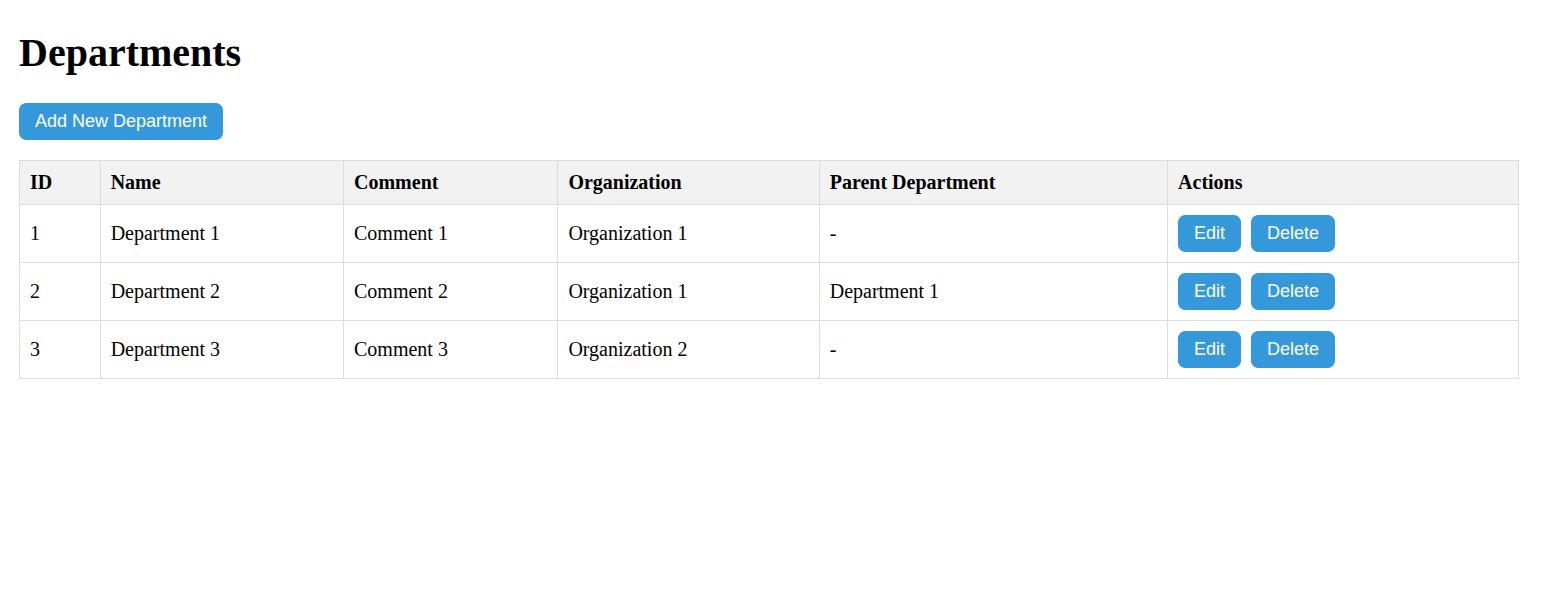 Departments
Add New Department
ID Name Comment Organization Parent Department Actions
1 Department 1 Comment 1 Organization 1 - Edit Delete
2 Department 2 Comment 2 Organization 1 Department 1 Edit Delete
3 Department 3 Comment 3 Organization 2 - Edit Delete